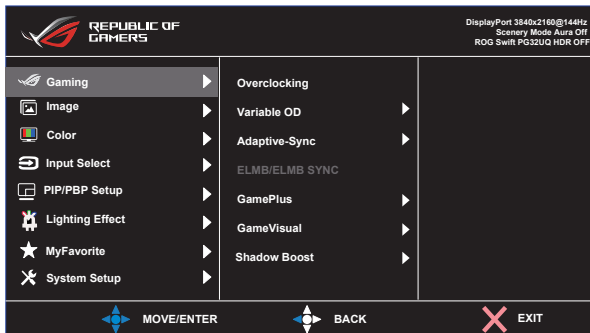 REPUBLIC OF
GAMERS
DisplayPort 3840x2160@144Hz
Scenery Mode Aura Off
ROG Swift PG32UQ HDR OFF
Gaming
Image
Color
Input Select
PIP/PBP Setup
Lighting Effect
MyFavorite
System Setup
Overclocking
Variable OD
Adaptive-Sync
ELMB/ELMB SYNC
GamePlus
GameVisual
Shadow Boost
MOVE/ENTER
BACK
EXIT